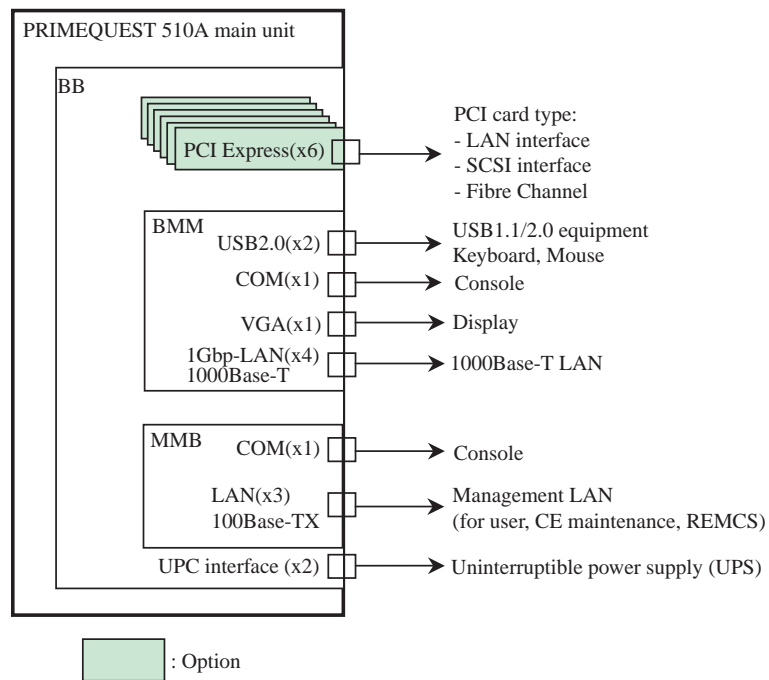 PRIMEQUEST 510A main unit
BB
PCI Express(x6)
PCI card type:
- LAN interface
- SCSI interface
- Fibre Channel
BMM
USB2.0(x2)
USB1.1/2.0 equipment
Keyboard, Mouse
COM(x1)
Console
VGA(x1)
Display
1Gbp-LAN(x4)
1000Base-T
1000Base-T LAN
MMB
COM(x1)
Console
LAN(x3)
100Base-TX
Management LAN
(for user, CE maintenance, REMCS)
UPC interface (x2)
Uninterruptible power supply (UPS)
: Option